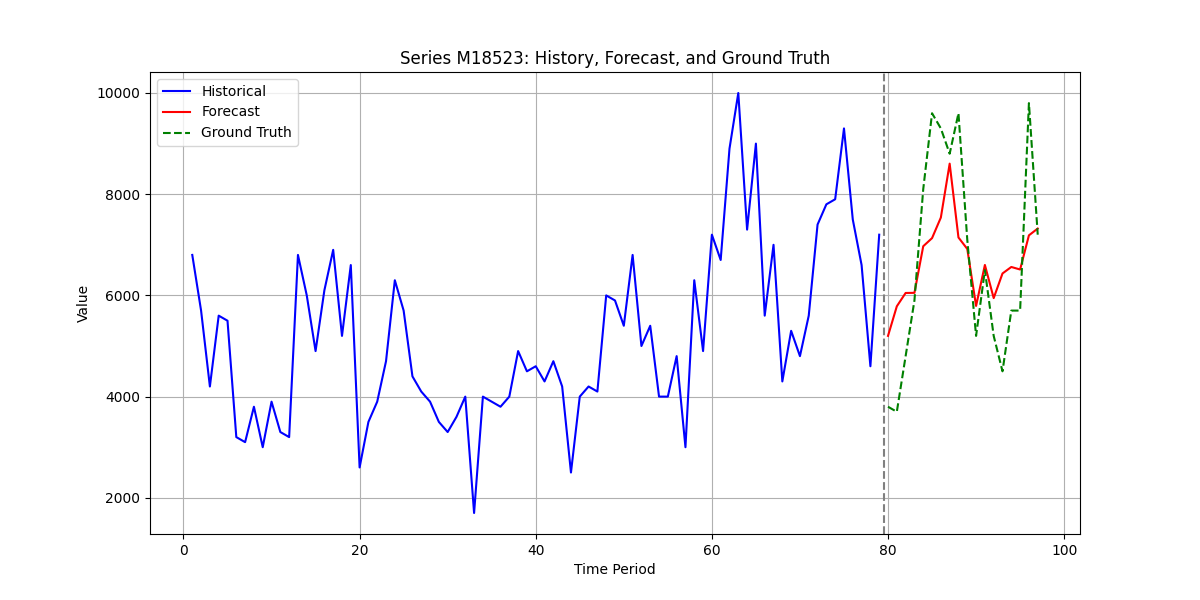 Series M18523: History, Forecast, and Ground Truth
Historical
Forecast
Ground Truth
10000
8000
6000
4000
2000
Value
0
20
40
60
80
100
Time Period